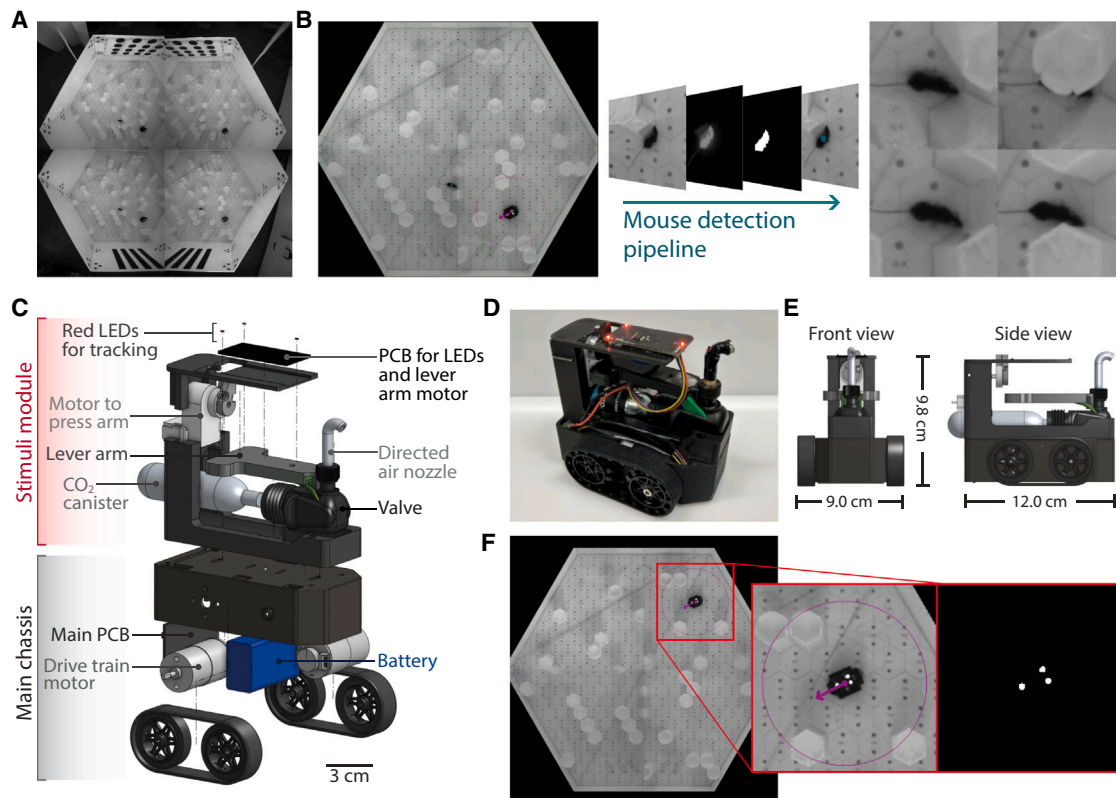 A
B
Mouse detection
pipeline
C
Stimuli module
Red LEDs
for tracking
PCB for LEDs
and lever
arm motor
Motor to
press arm
Lever arm
Directed
air nozzle
CO₂
canister
Valve
Main chassis
Main PCB
Drive train
motor
Battery
3 cm
D
E
Front view
Side view
9.8 cm
9.0 cm
12.0 cm
F